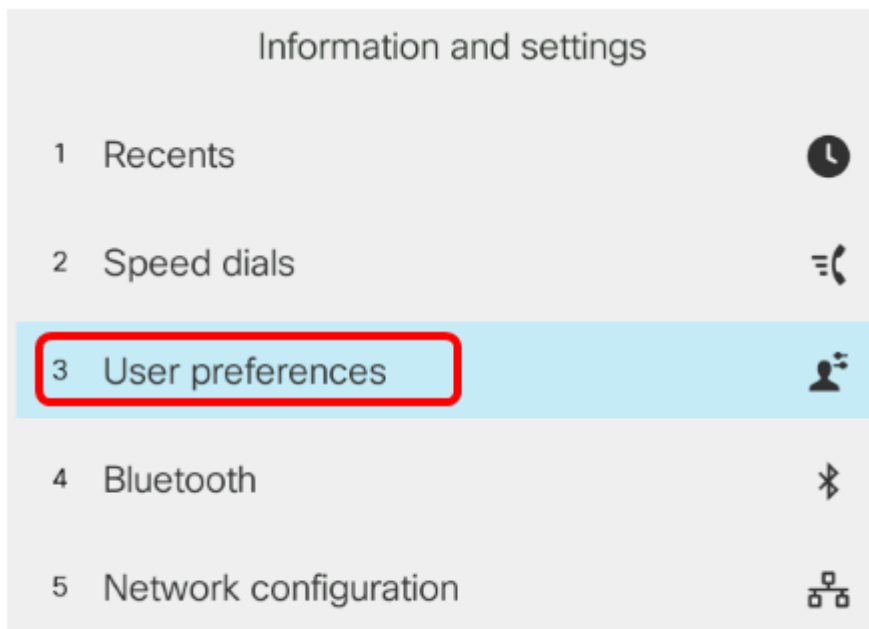 Information and settings
1 Recents
2 Speed dials
3 User preferences
4 Bluetooth
5 Network configuration